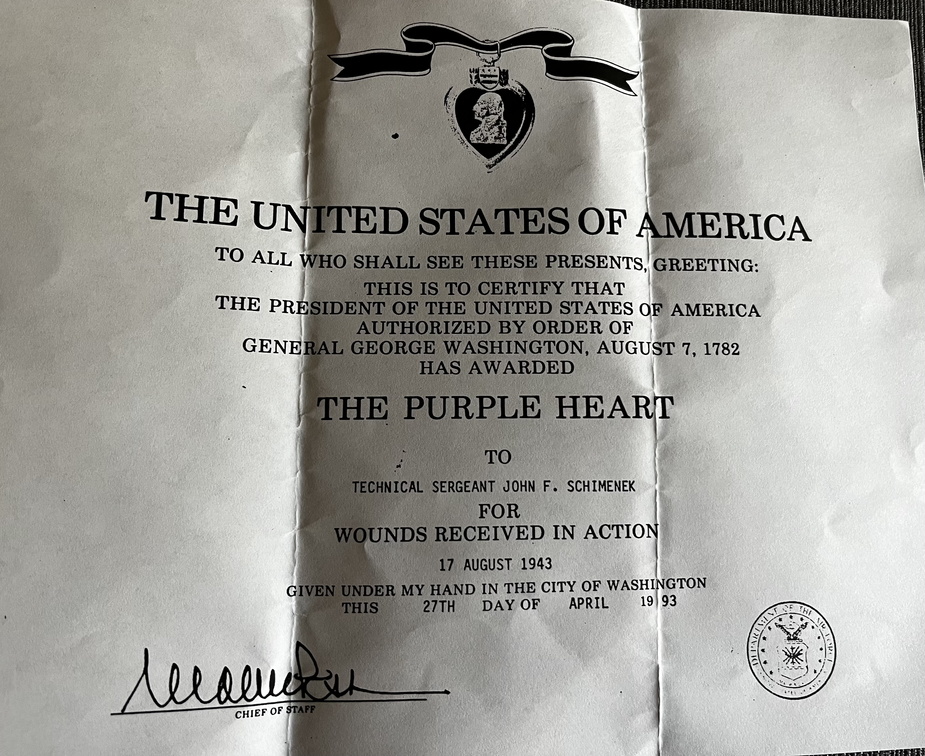 THE UNITED STATES OF AMERICA
TO ALL WHO SHALL SEE THESE PRESENTS, GREETING:
THIS IS TO CERTIFY THAT
THE PRESIDENT OF THE UNITED STATES OF AMERICA
AUTHORIZED BY ORDER OF
GENERAL GEORGE WASHINGTON, AUGUST 7, 1782
HAS AWARDED
THE PURPLE HEART
TO
TECHNICAL SERGEANT JOHN F. SCHIMENEK
FOR
WOUNDS RECEIVED IN ACTION
17 AUGUST 1943
GIVEN UNDER MY HAND IN THE CITY OF WASHINGTON
THIS 27TH DAY OF APRIL 19 93
CHIEF OF STAFF
DEPARTMENT OF THE AIR FORCE